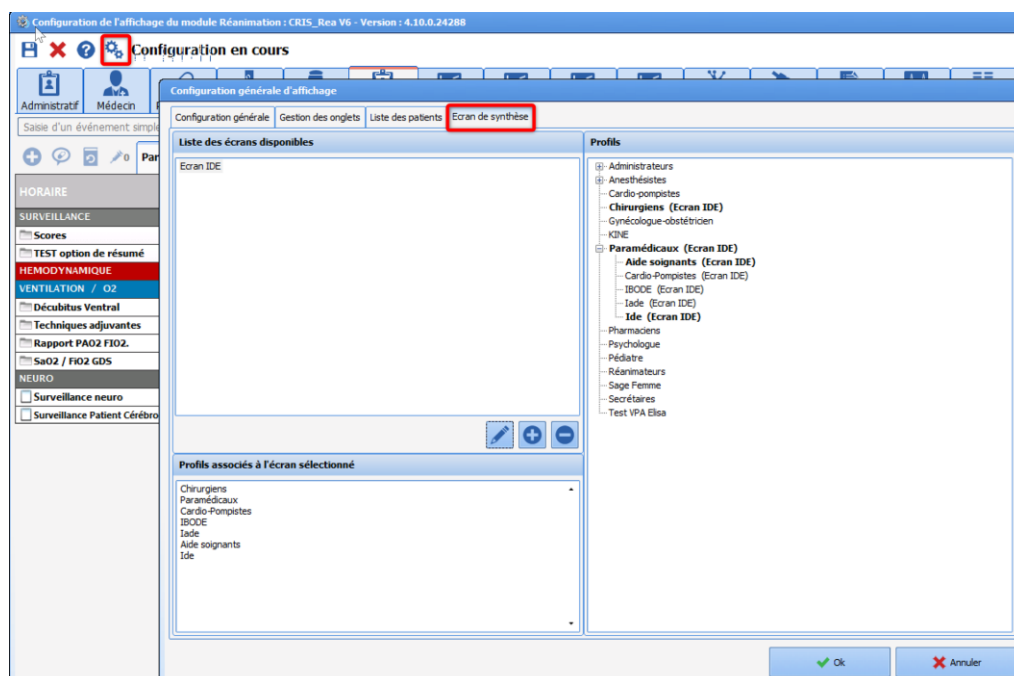 Configuration de l'affichage du module Réanimation : CRIS_Rea V6 - Version : 4.10.0.24288
Configuration en cours
Administratif
Médecin
Saisie d'un événement simple
0
Par
HORAIRE
SURVEILLANCE
Scores
TEST option de résumé
HEMODYNAMIQUE
VENTILATION / O2
Décubitus Ventral
Techniques adjuvantes
Rapport PAO2 FIO2.
SaO2 / FiO2 GDS
NEURO
Surveillance neuro
Surveillance Patient Cérébro
Configuration générale d'affichage
Configuration générale
Gestion des onglets
Liste des patients
Ecran de synthèse
Liste des écrans disponibles
Ecran IDE
Profils associés à l'écran sélectionné
Chirurgiens
Paramédicaux
Cardio-Pompistes
IBODE
Iade
Aide soignants
Ide
Profils
Administrateurs
Anesthésistes
Cardio-pompistes
Chirurgiens (Ecran IDE)
Gynécologue-obstétricien
KINE
Paramédicaux (Ecran IDE)
Aide soignants (Ecran IDE)
Cardio-Pompistes (Ecran IDE)
IBODE (Ecran IDE)
Iade (Ecran IDE)
Ide (Ecran IDE)
Pharmaciens
Psychologue
Pédiatre
Réanimateurs
Sage Femme
Secrétaires
Test VPA Elisa
Ok
Annuler